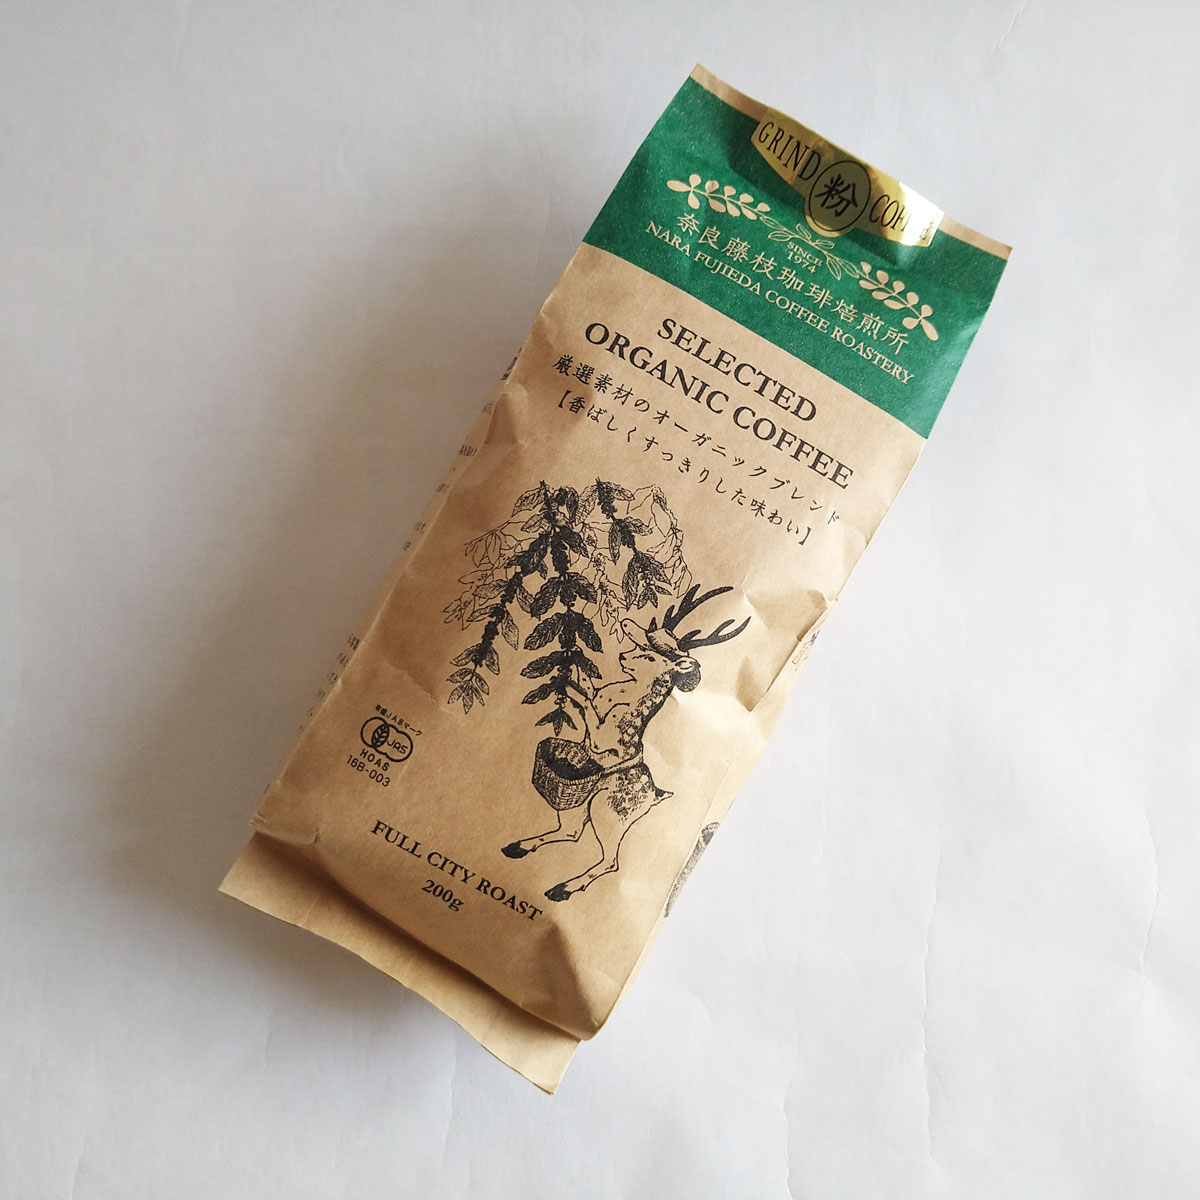 GRIND 粉 COFFEE
SINCE
1974
奈良藤枝珈琲焙煎所
NARA FUJIEDA COFFEE ROASTERY
SELECTED
ORGANIC COFFEE
厳選素材のオーガニックブレンド
【香ばしくすっきりした味わい】
有機JASマーク
JAS
HOAS
16B-003
FULL CITY ROAST
200g